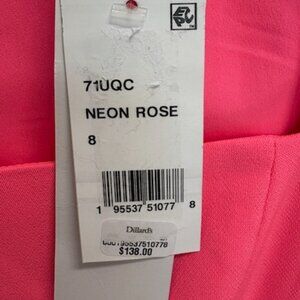 71UQC
NEON ROSE
8
1 95537 51077 8
Dillard's
$138.00